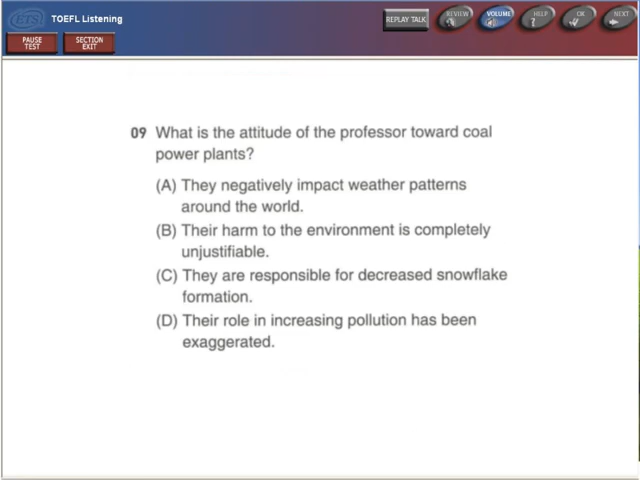 ETS TOEFL Listening
REPLAY TALK
REVIEW
VOLUME
HELP
OK
NEXT
PAUSE
TEST
SECTION
EXIT
09 What is the attitude of the professor toward coal
power plants?
(A) They negatively impact weather patterns
around the world.
(B) Their harm to the environment is completely
unjustifiable.
(C) They are responsible for decreased snowflake
formation.
(D) Their role in increasing pollution has been
exaggerated.